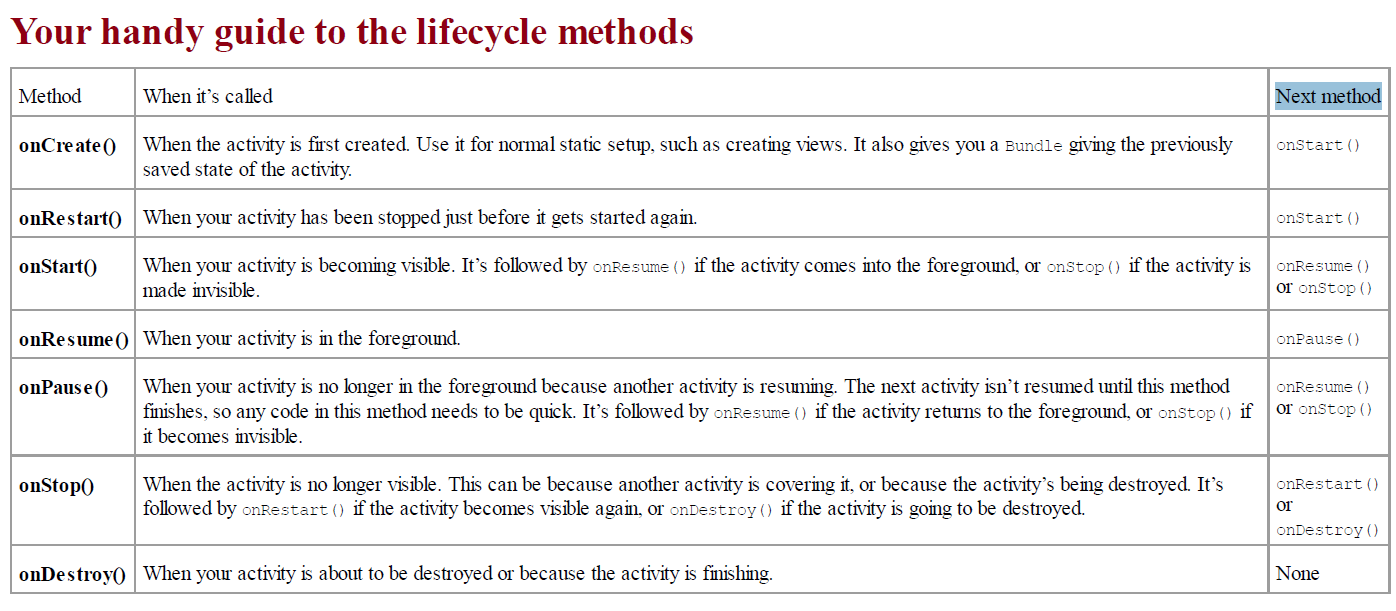 Your handy guide to the lifecycle methods
Method When it’s called Next method
onCreate() When the activity is first created. Use it for normal static setup, such as creating views. It also gives you a Bundle giving the previously onStart()
saved state of the activity.
onRestart() When your activity has been stopped just before it gets started again. onStart()
onStart() When your activity is becoming visible. It’s followed by onResume() if the activity comes into the foreground, or onStop() if the activity is onResume()
made invisible. or onStop()
onResume() When your activity is in the foreground. onPause()
onPause() When your activity is no longer in the foreground because another activity is resuming. The next activity isn’t resumed until this method onResume()
finishes, so any code in this method needs to be quick. It’s followed by onResume() if the activity returns to the foreground, or onStop() if or onStop()
it becomes invisible.
onStop() When the activity is no longer visible. This can be because another activity is covering it, or because the activity’s being destroyed. It’s onRestart()
followed by onRestart() if the activity becomes visible again, or onDestroy() if the activity is going to be destroyed. or
onDestroy()
onDestroy() When your activity is about to be destroyed or because the activity is finishing. None